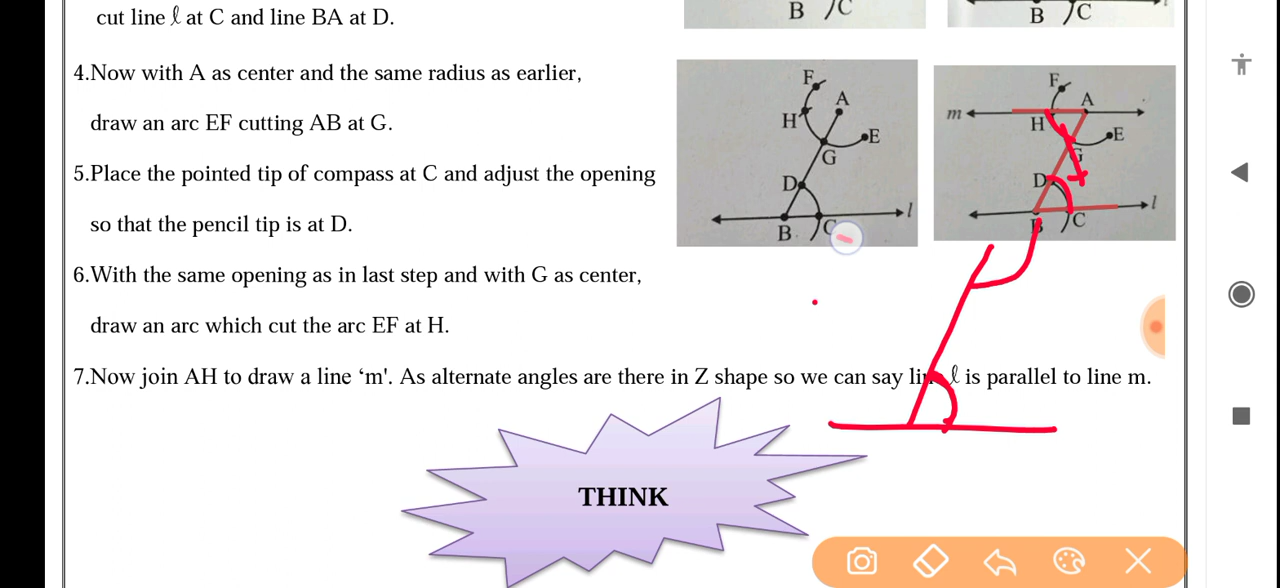 cut line l at C and line BA at D.
B C
B C
4.Now with A as center and the same radius as earlier,
draw an arc EF cutting AB at G.
5.Place the pointed tip of compass at C and adjust the opening
so that the pencil tip is at D.
6.With the same opening as in last step and with G as center,
draw an arc which cut the arc EF at H.
7.Now join AH to draw a line ‘m'. As alternate angles are there in Z shape so we can say line l is parallel to line m.
F
A
H
E
G
D
l
B C
F
A
m
H
E
G
D
l
B C
THINK